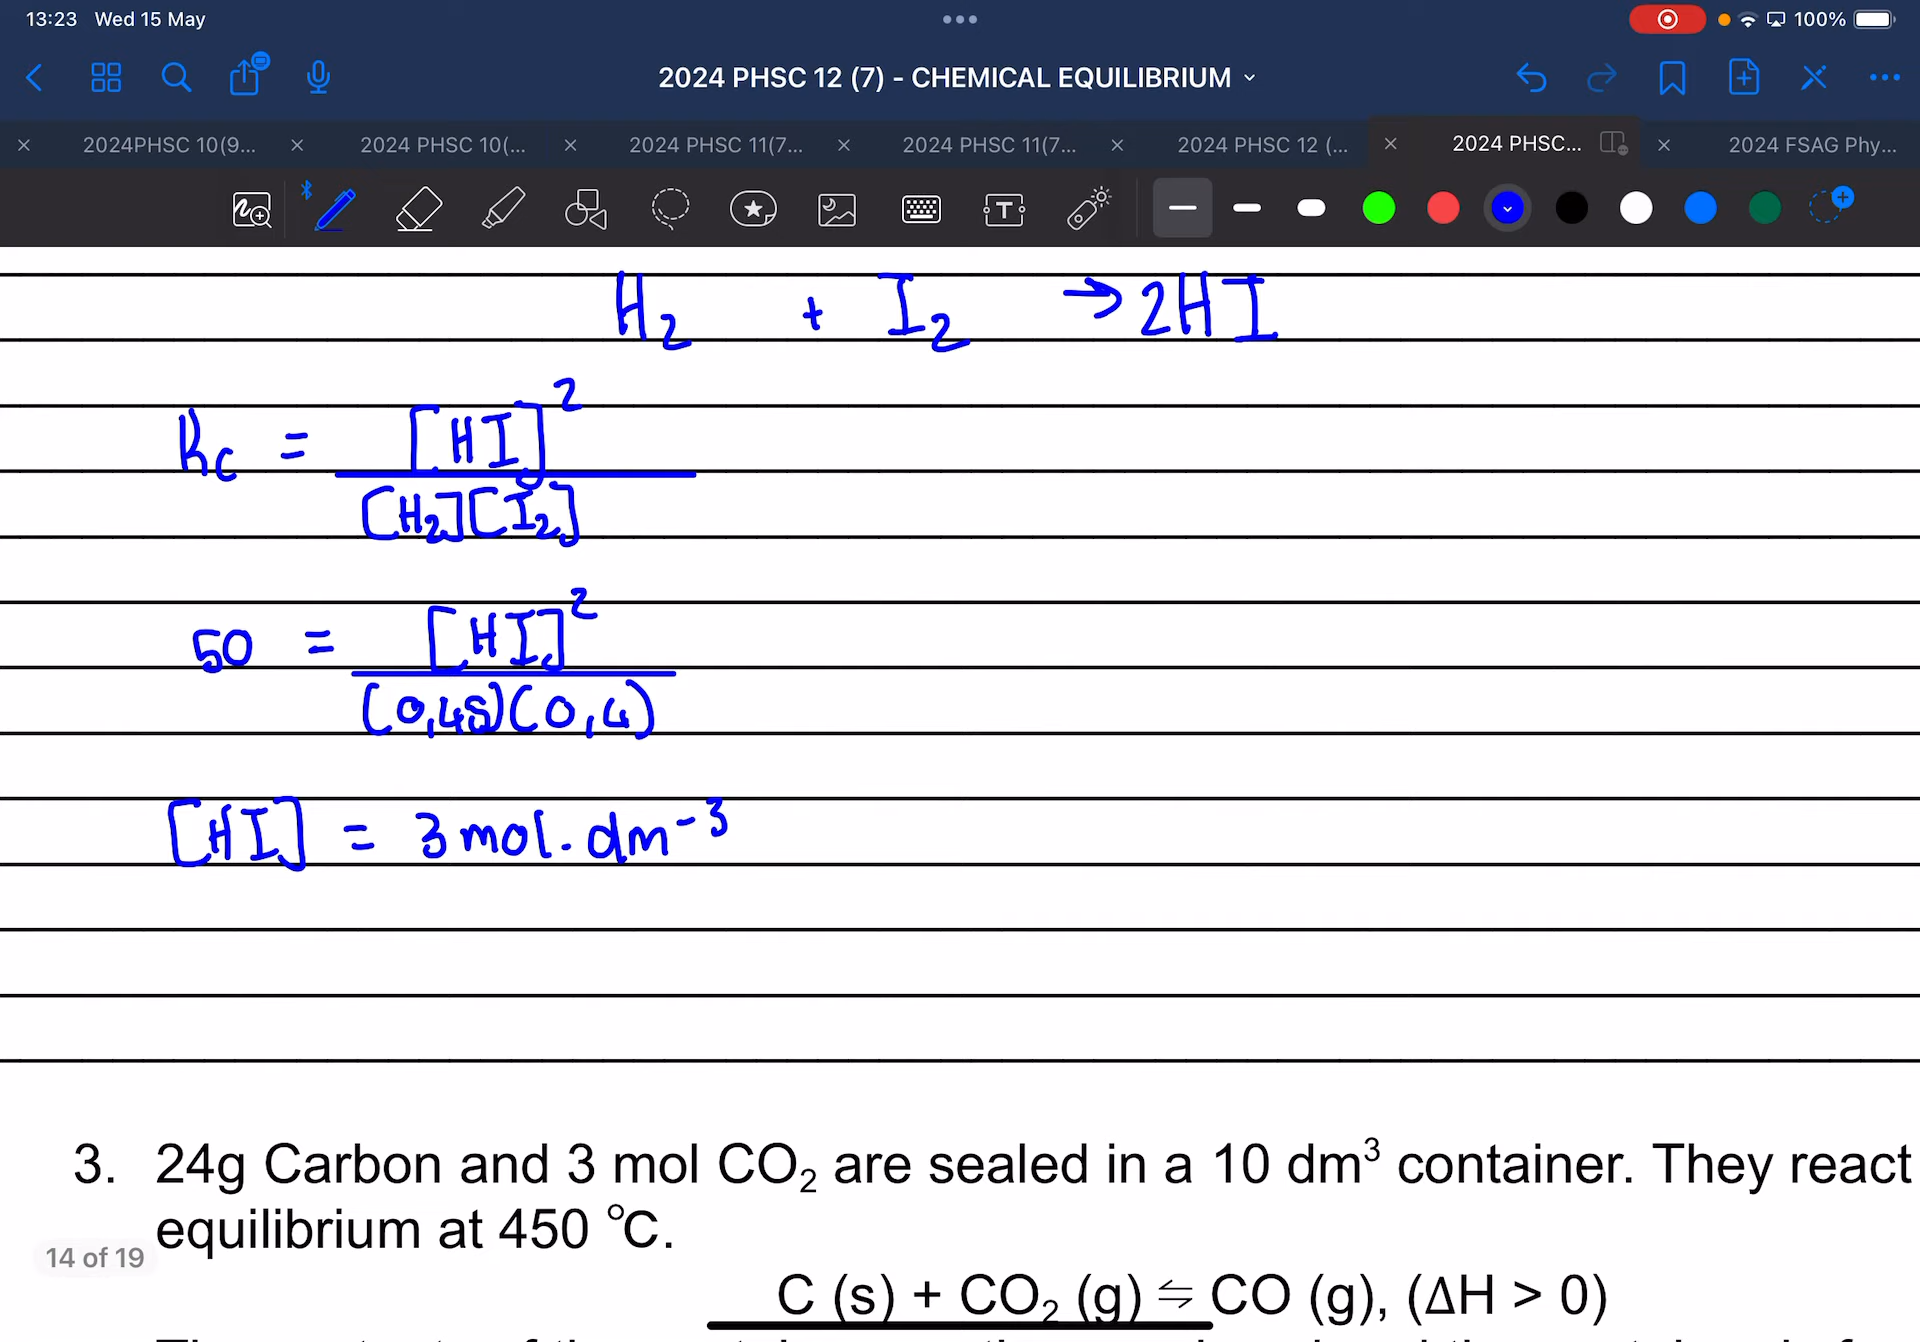 13:23 Wed 15 May 100%
2024 PHSC 12 (7) - CHEMICAL EQUILIBRIUM
2024PHSC 10(9... 2024 PHSC 10(... 2024 PHSC 11(7... 2024 PHSC 11(7... 2024 PHSC 12 (... 2024 PHSC... 2024 FSAG Phy...
H₂ + I₂ → 2HI
Kc = [HI]²
[H₂][I₂]
50 = [HI]²
(0,45)(0,4)
[HI] = 3 mol. dm⁻³
3. 24g Carbon and 3 mol CO₂ are sealed in a 10 dm³ container. They react
equilibrium at 450 °C.
14 of 19
C (s) + CO₂ (g) ⇋ CO (g), (ΔH > 0)